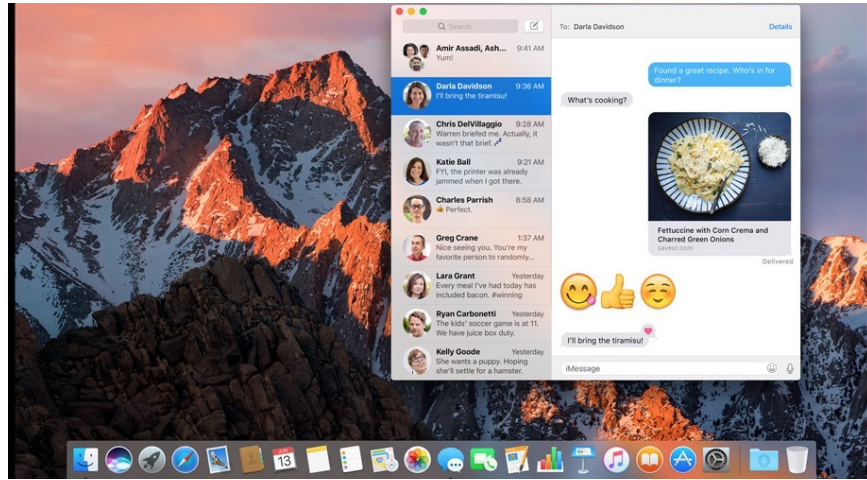 Search
To: Darla Davidson
Details
Amir Assadi, Ash... 9:41 AM
Yum!
Darla Davidson 9:36 AM
I'll bring the tiramisu!
Chris DelVillaggio 9:28 AM
Warren briefed me. Actually, it
wasn't that brief. 💤
Katie Ball 9:21 AM
FYI, the printer was already
jammed when I got there.
Charles Parrish 8:58 AM
👍 Perfect.
Greg Crane 1:37 AM
Nice seeing you. You're my
favorite person to randomly...
Lara Grant Yesterday
Every meal I've had today has
included bacon. #winning
Ryan Carbonetti Yesterday
The kids' soccer game is at 11.
We have juice box duty.
Kelly Goode Yesterday
She wants a puppy. Hoping
she'll settle for a hamster.
Found a great recipe. Who's in for
dinner?
What's cooking?
Fettuccine with Corn Crema and
Charred Green Onions
saveur.com
Delivered
I'll bring the tiramisu!
iMessage
JUN
13